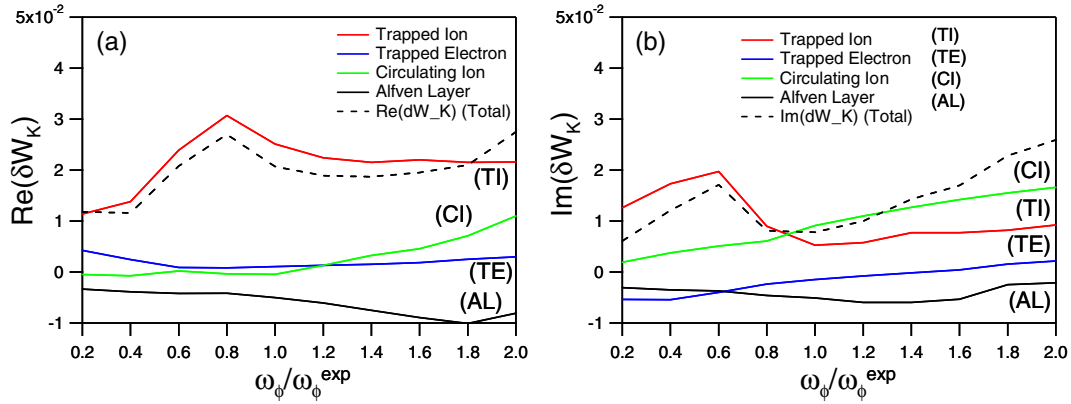 5x10⁻²
(a)
Trapped Ion
Trapped Electron
Circulating Ion
Alfven Layer
Re(dW_K) (Total)
4
3
2
1
0
-1
Re(δW_K)
(TI)
(CI)
(TE)
(AL)
0.2 0.4 0.6 0.8 1.0 1.2 1.4 1.6 1.8 2.0
ω_ϕ/ω_ϕ^exp
5x10⁻²
(b)
Trapped Ion (TI)
Trapped Electron (TE)
Circulating Ion (CI)
Alfven Layer (AL)
Im(dW_K) (Total)
4
3
2
1
0
-1
Im(δW_K)
(CI)
(TI)
(TE)
(AL)
0.2 0.4 0.6 0.8 1.0 1.2 1.4 1.6 1.8 2.0
ω_ϕ/ω_ϕ^exp